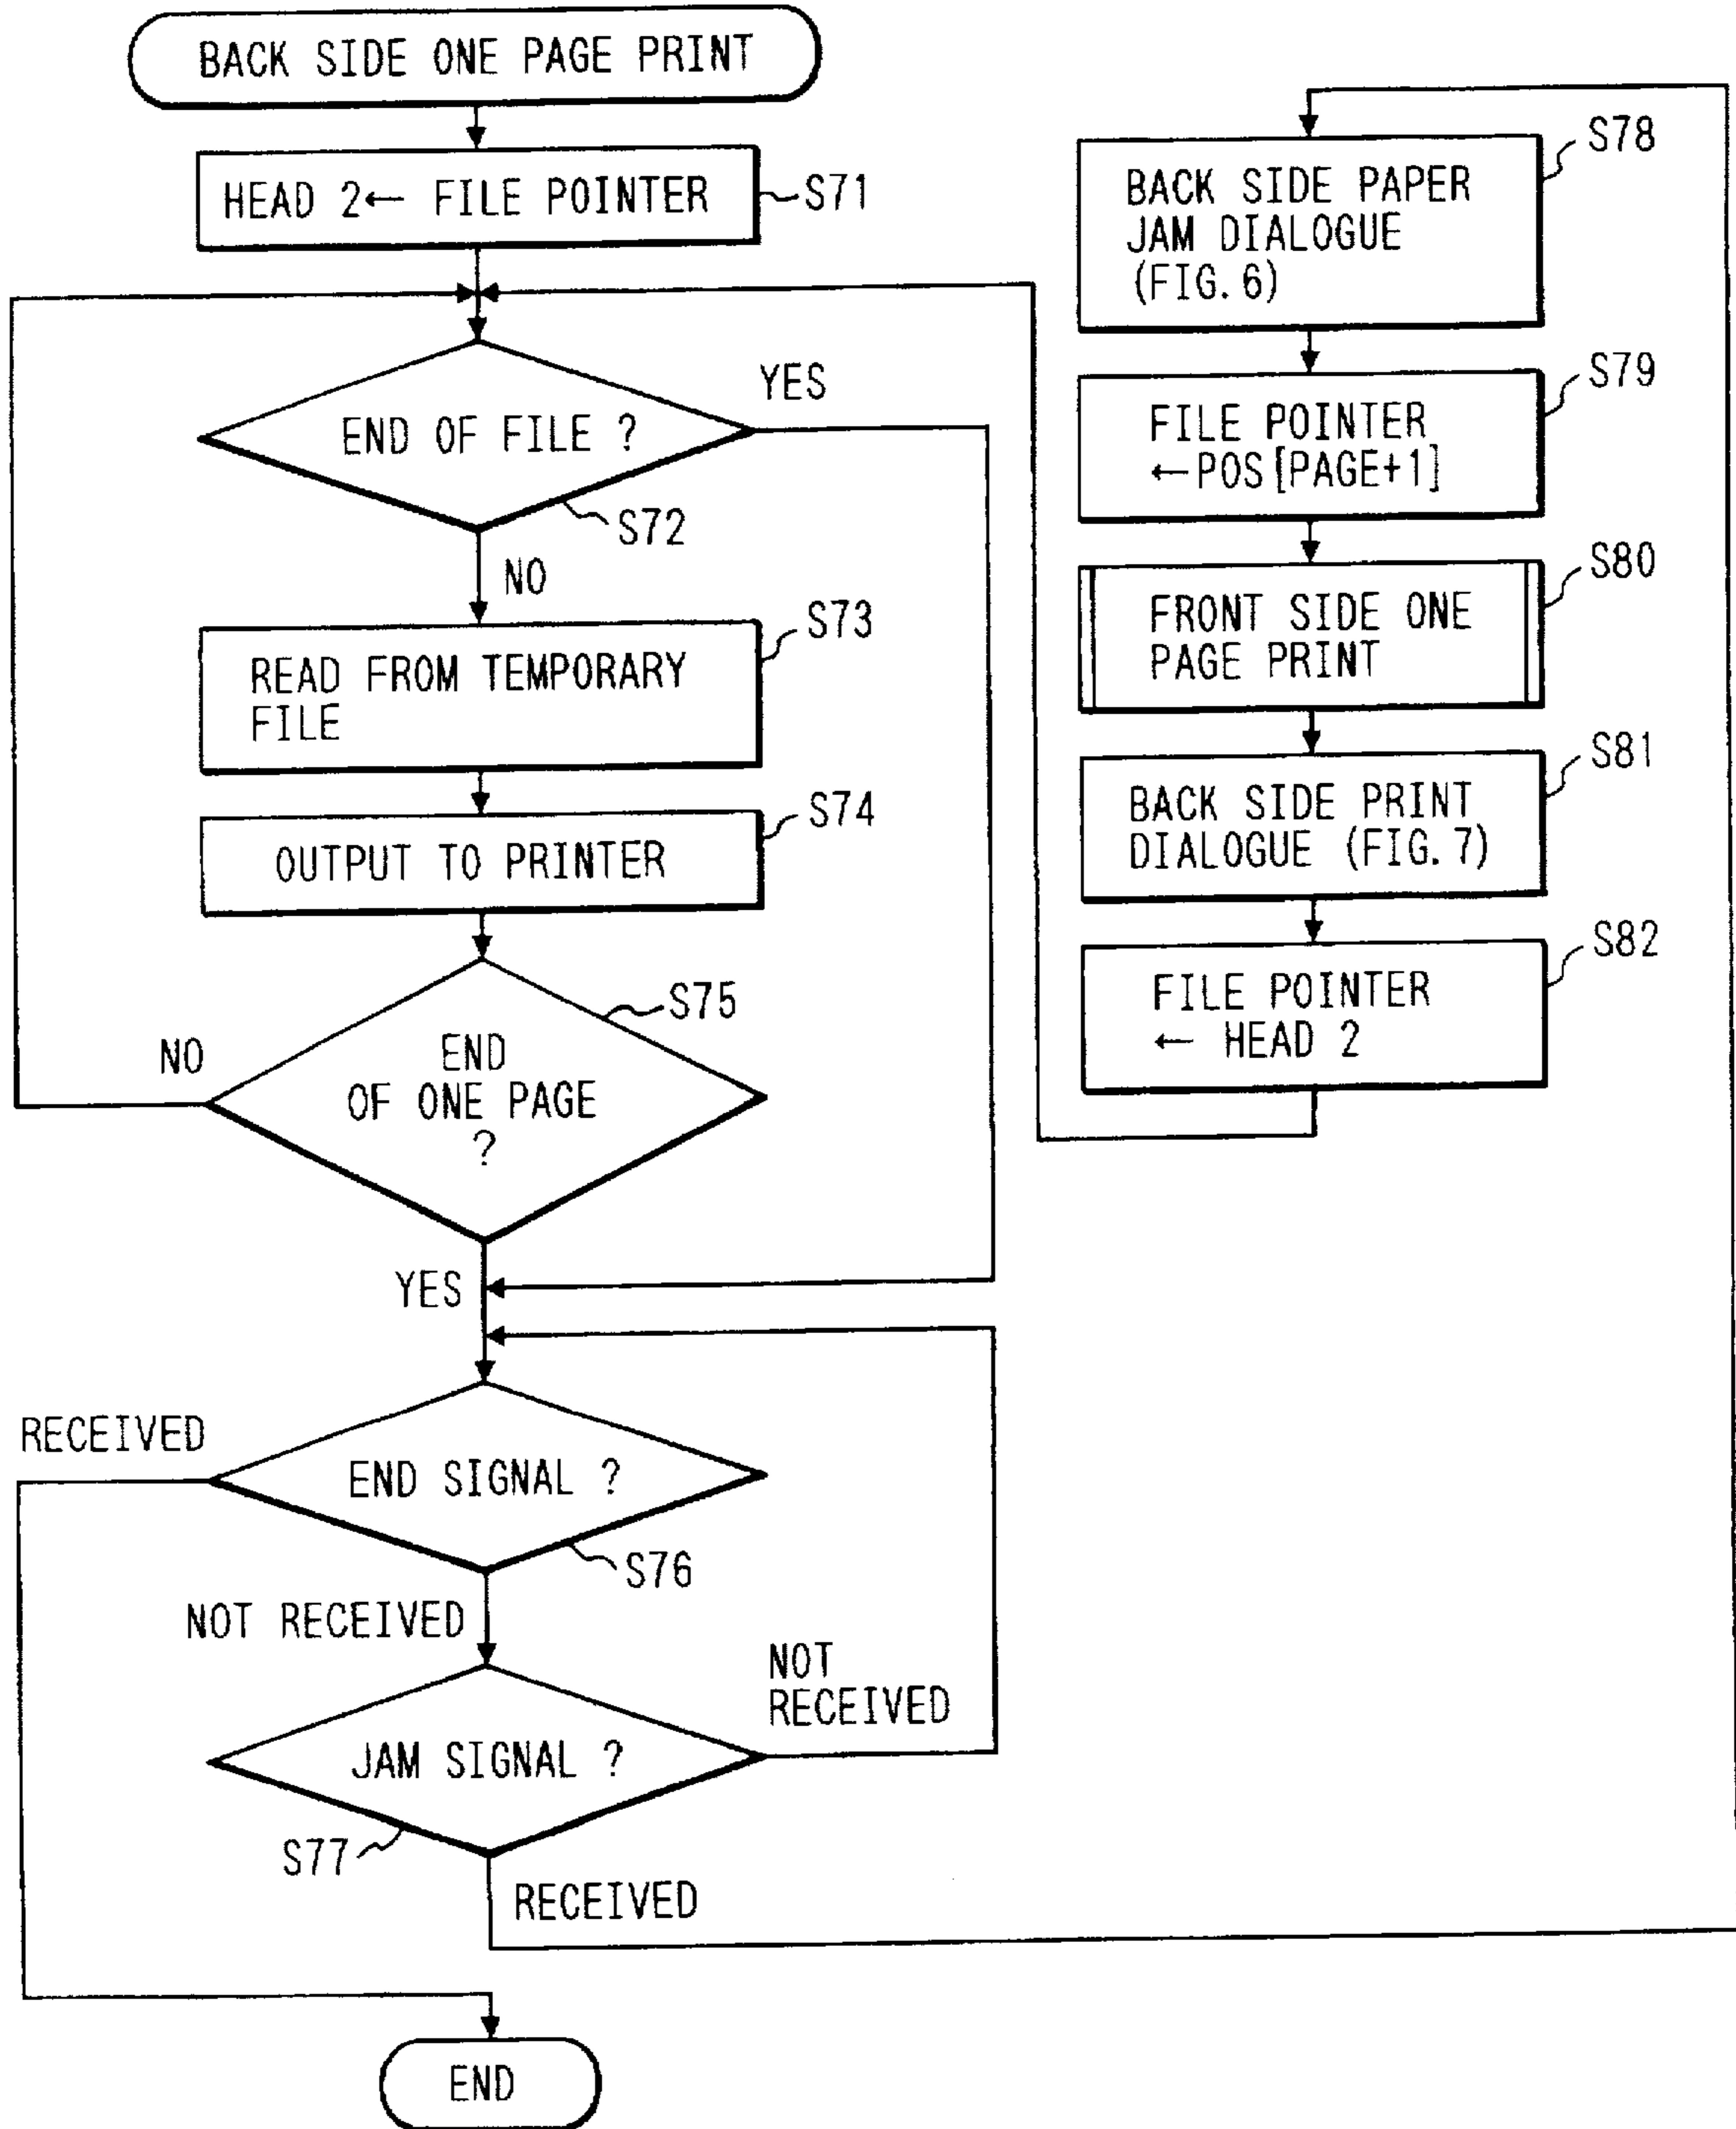 BACK SIDE ONE PAGE PRINT
HEAD 2← FILE POINTER
S71
END OF FILE ?
YES
S72
NO
READ FROM TEMPORARY
FILE
S73
OUTPUT TO PRINTER
S74
S75
END
OF ONE PAGE
?
NO
YES
END SIGNAL ?
RECEIVED
S76
NOT RECEIVED
JAM SIGNAL ?
NOT
RECEIVED
S77
RECEIVED
END
S78
BACK SIDE PAPER
JAM DIALOGUE
(FIG. 6)
S79
FILE POINTER
←POS[PAGE+1]
S80
FRONT SIDE ONE
PAGE PRINT
S81
BACK SIDE PRINT
DIALOGUE (FIG. 7)
S82
FILE POINTER
← HEAD 2